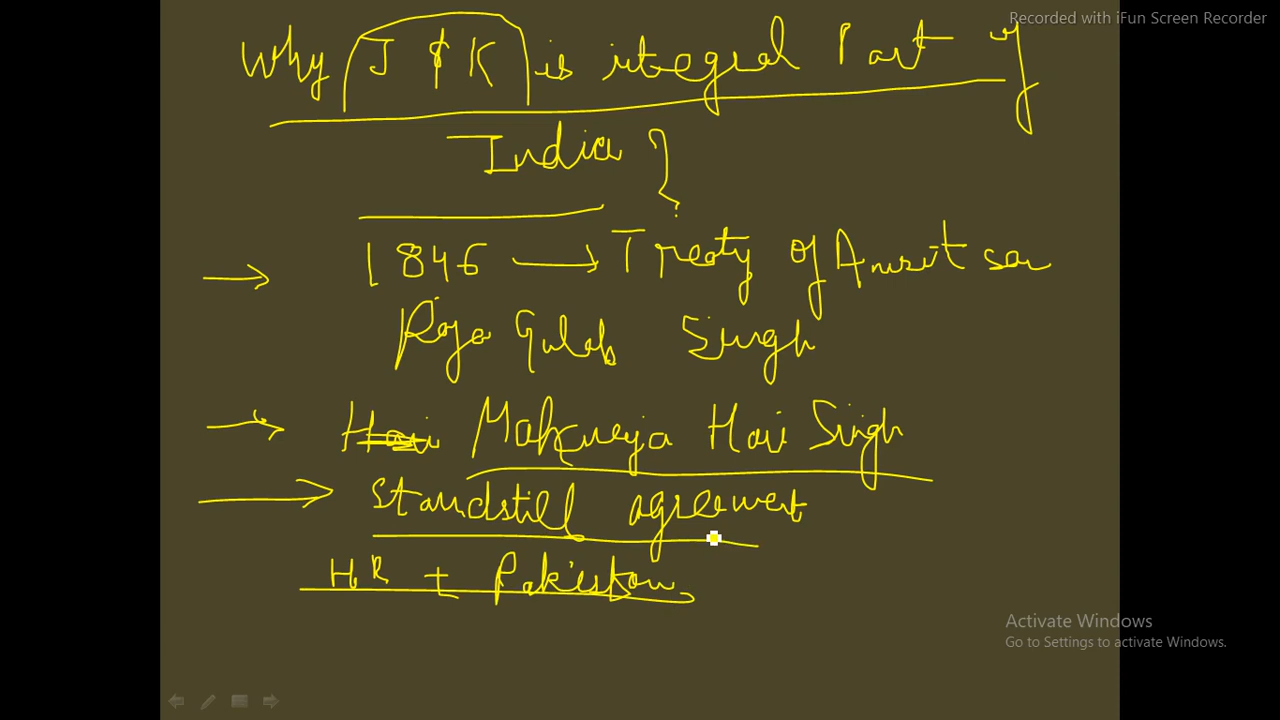 Recorded with iFun Screen Recorder
Why J & K is integral Part of
India ?
→ 1846 → Treaty of Amritsar
Raja Gulab Singh
→ Hari Maharaja Hari Singh
→ Standstill agreement
HR + Pakistan
Activate Windows
Go to Settings to activate Windows.